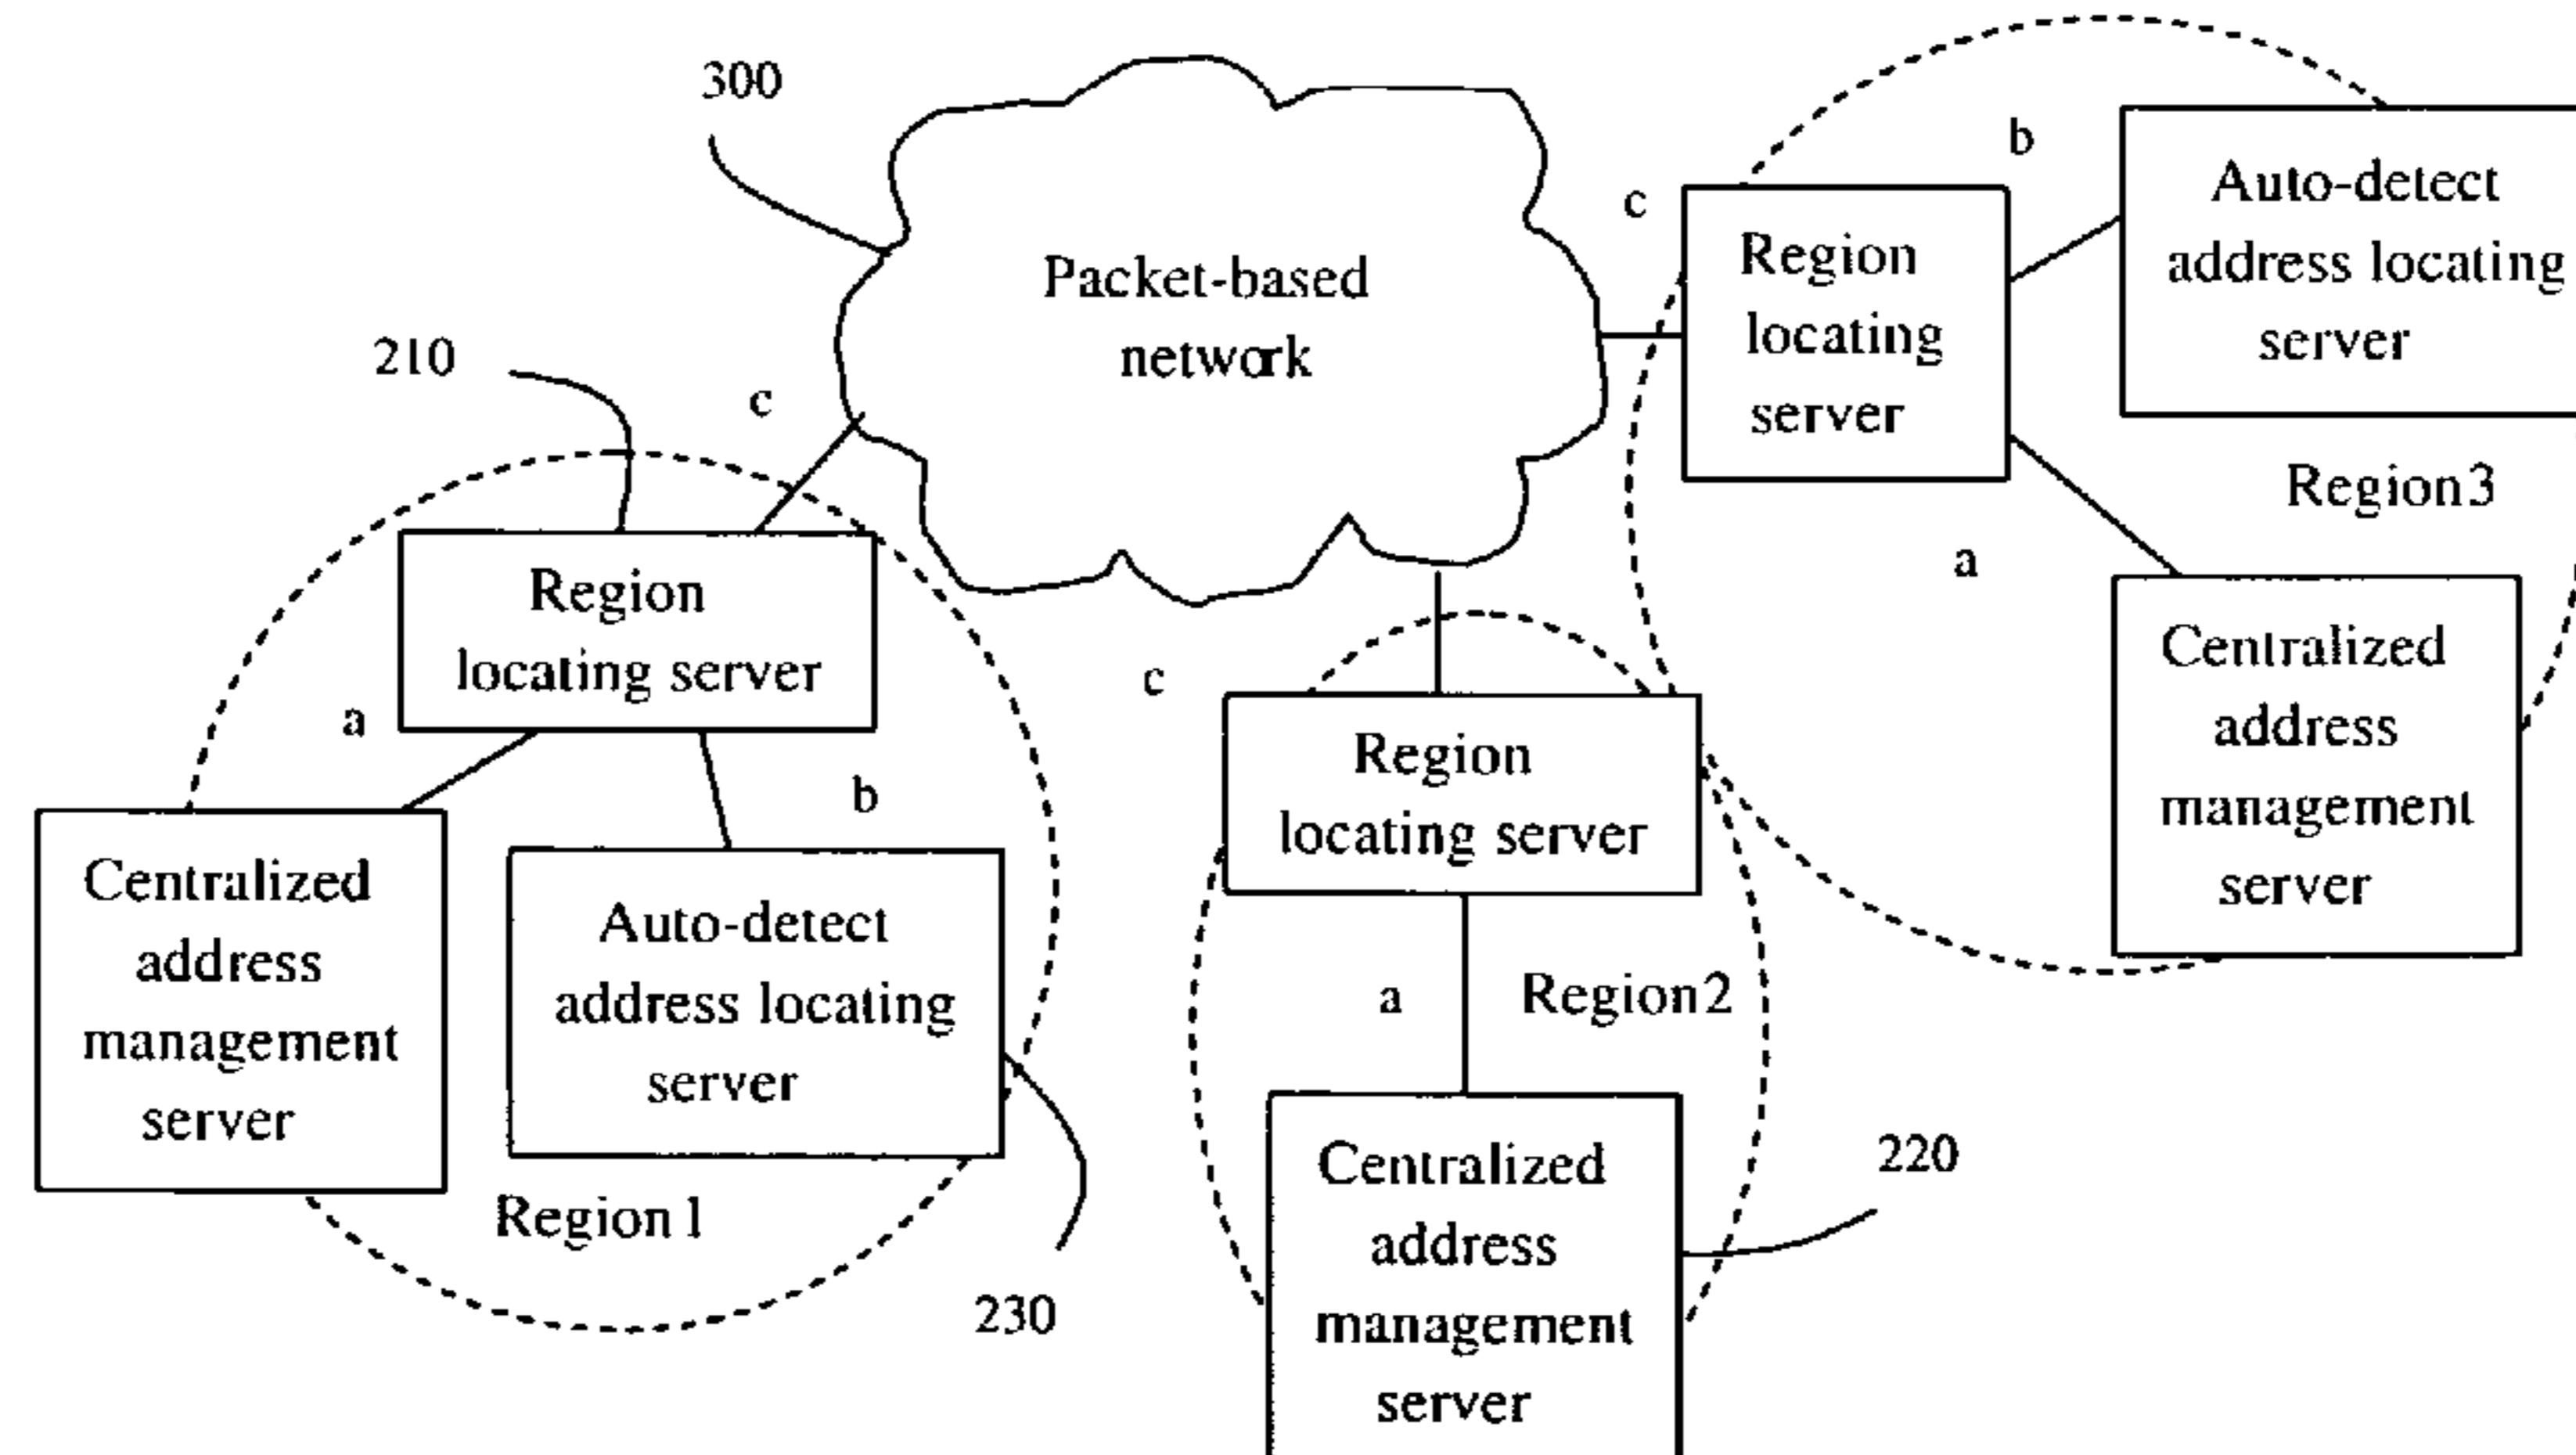 300
Packet-based
network
c
b
Region
locating
server
Auto-detect
address locating
server
Region3
a
Centralized
address
management
server
210
c
Region
locating server
a
b
Centralized
address
management
server
Auto-detect
address locating
server
Region1
230
c
Region
locating server
a
Region2
Centralized
address
management
server
220